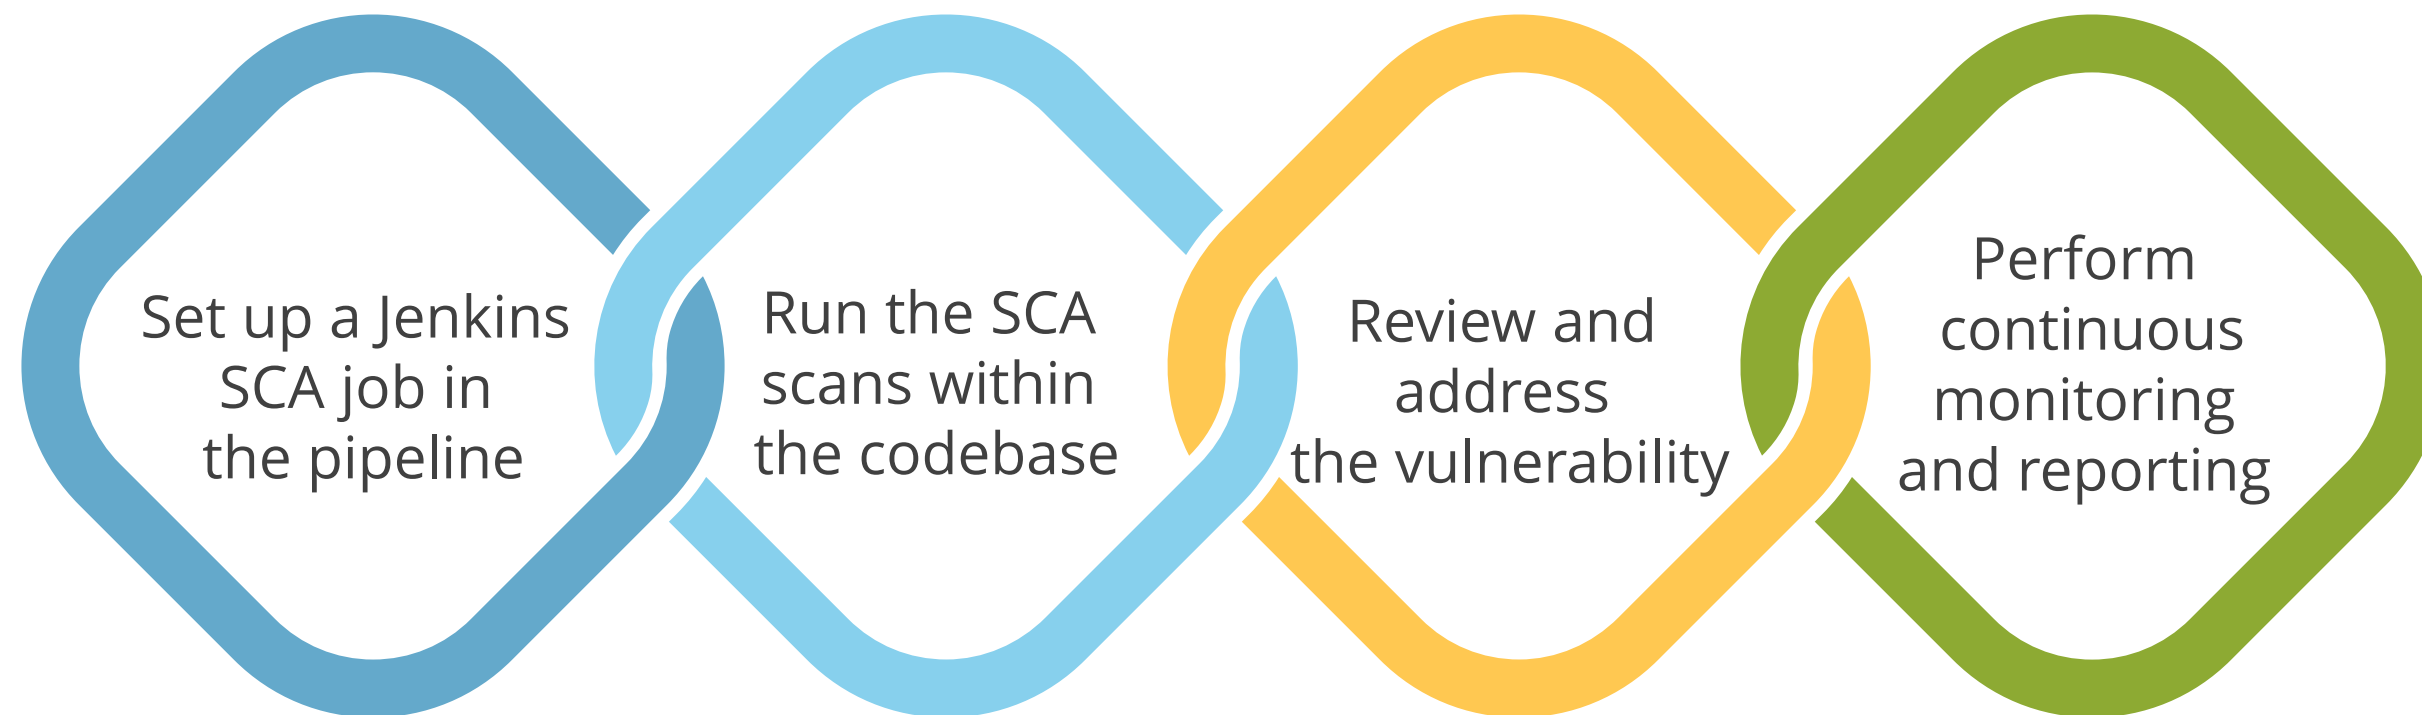 Set up a Jenkins
SCA job in
the pipeline
Run the SCA
scans within
the codebase
Review and
address
the vulnerability
Perform
continuous
monitoring
and reporting